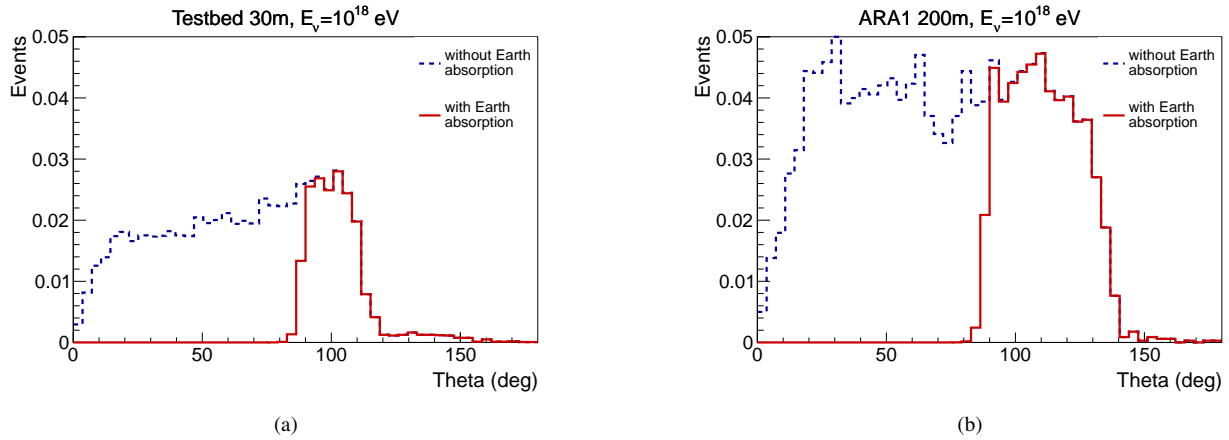 Testbed 30m, E_ν=10^18 eV
Events
0.05
0.04
0.03
0.02
0.01
0
0 50 100 150
Theta (deg)
without Earth
absorption
with Earth
absorption
(a)
ARA1 200m, E_ν=10^18 eV
Events
0.05
0.04
0.03
0.02
0.01
0
0 50 100 150
Theta (deg)
without Earth
absorption
with Earth
absorption
(b)